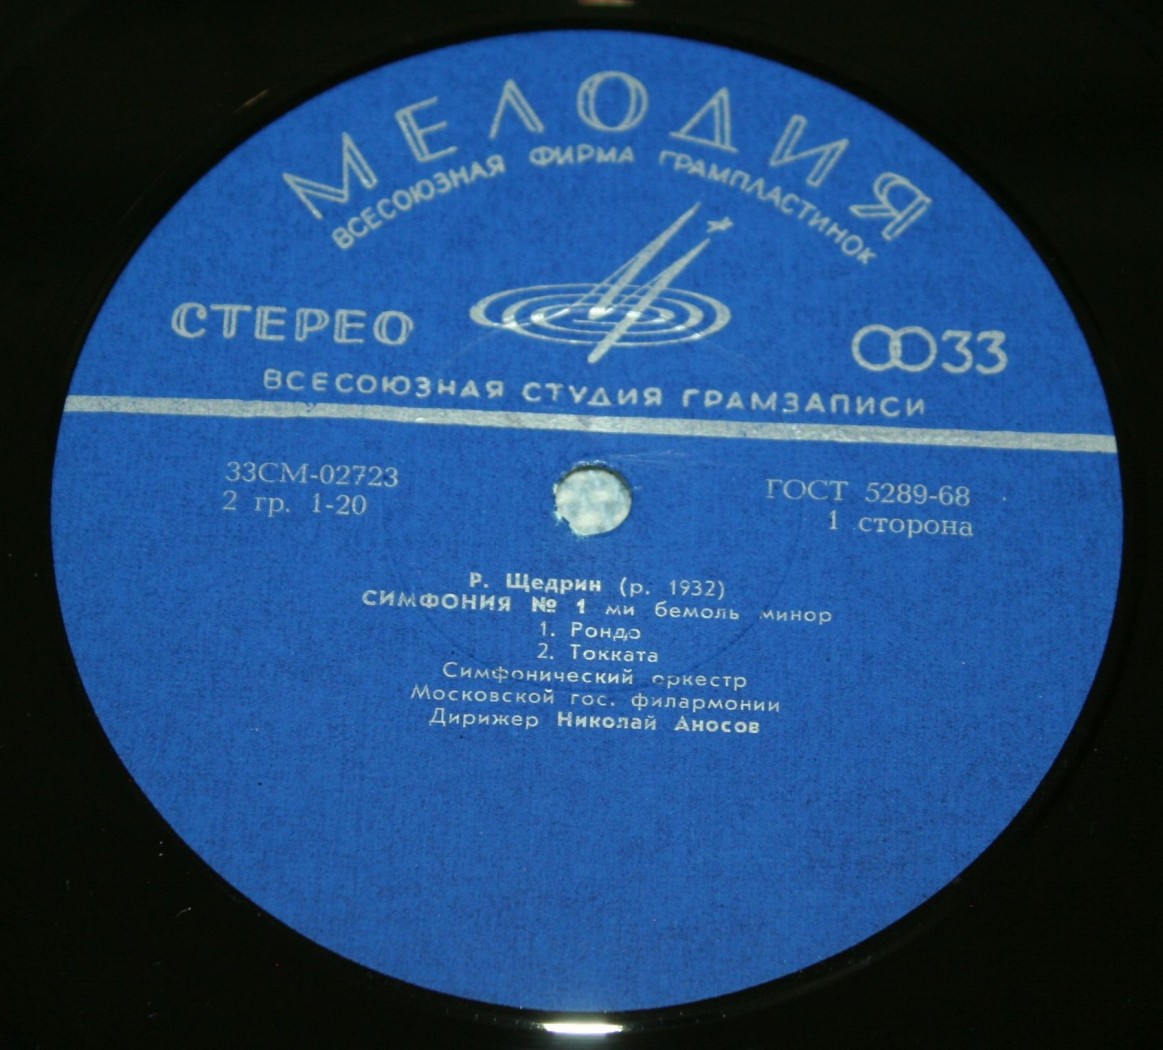 МЕЛОДИЯ
ВСЕСОЮЗНАЯ ФИРМА ГРАМПЛАСТИНОК
СТЕРЕО
33
ВСЕСОЮЗНАЯ СТУДИЯ ГРАМЗАПИСИ
33СМ-02723
ГОСТ 5289-68
2 гр. 1-20
1 сторона
Р. Щедрин (р. 1932)
СИМФОНИЯ № 1 ми бемоль минор
1. Рондо
2. Токката
Симфонический оркестр
Московской гос. филармонии
Дирижер Николай Аносов